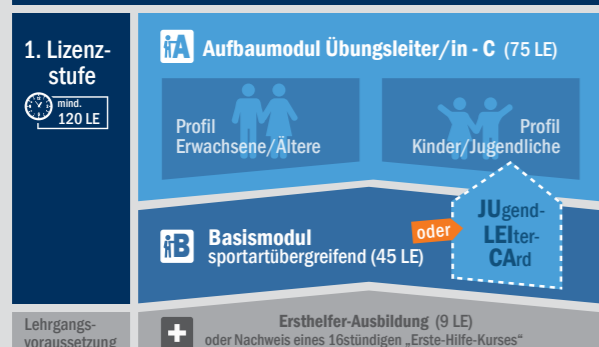 1. Lizenz-
stufe
mind.
120 LE
A Aufbaumodul Übungsleiter/in - C (75 LE)
Profil
Erwachsene/Ältere
Profil
Kinder/Jugendliche
B Basismodul
sportartübergreifend (45 LE)
oder
JUgend-
LEIter-
CArd
Lehrgangs-
voraussetzung
Ersthelfer-Ausbildung (9 LE)
oder Nachweis eines 16stündigen „Erste-Hilfe-Kurses“